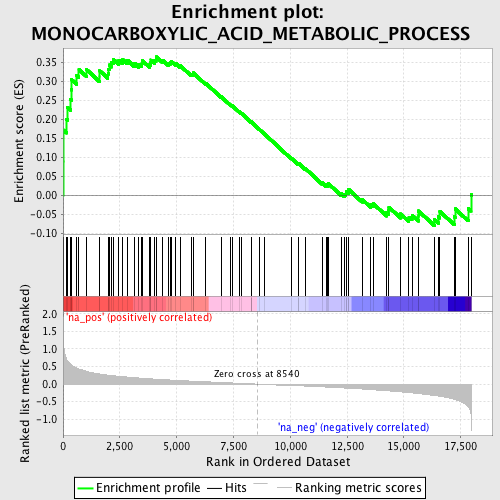 Enrichment plot:
MONOCARBOXYLIC_ACID_METABOLIC_PROCESS
Enrichment score (ES)
0.35
0.30
0.25
0.20
0.15
0.10
0.05
0.00
-0.05
-0.10
'na_pos' (positively correlated)
Ranked list metric (PreRanked)
2.0
1.5
1.0
0.5
0.0
-0.5
-1.0
Zero cross at 8540
'na_neg' (negatively correlated)
0 2,500 5,000 7,500 10,000 12,500 15,000 17,500
Rank in Ordered Dataset
Enrichment profile Hits Ranking metric scores